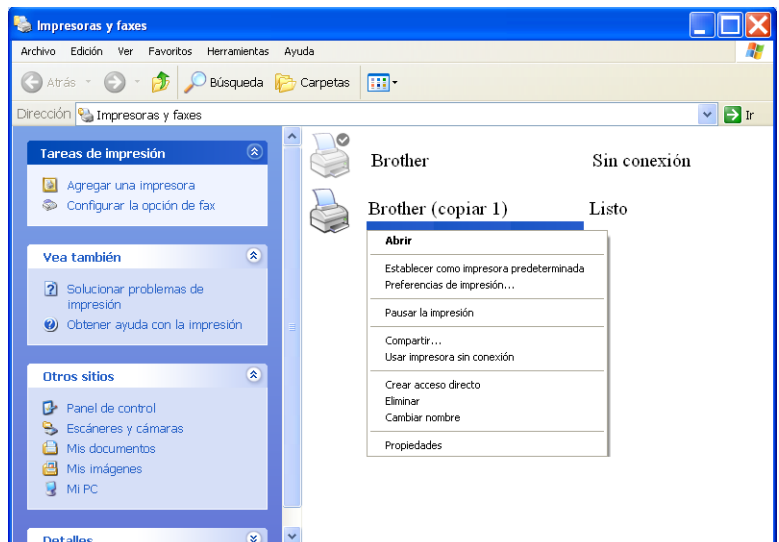 Impresoras y faxes
Archivo Edición Ver Favoritos Herramientas Ayuda
Atrás Búsqueda Carpetas
Dirección Impresoras y faxes Ir
Tareas de impresión
Agregar una impresora
Configurar la opción de fax
Vea también
Solucionar problemas de
impresión
Obtener ayuda con la impresión
Otros sitios
Panel de control
Escáneres y cámaras
Mis documentos
Mis imágenes
Mi PC
Detalles
Brother Sin conexión
Brother (copiar 1) Listo
Abrir
Establecer como impresora predeterminada
Preferencias de impresión...
Pausar la impresión
Compartir...
Usar impresora sin conexión
Crear acceso directo
Eliminar
Cambiar nombre
Propiedades